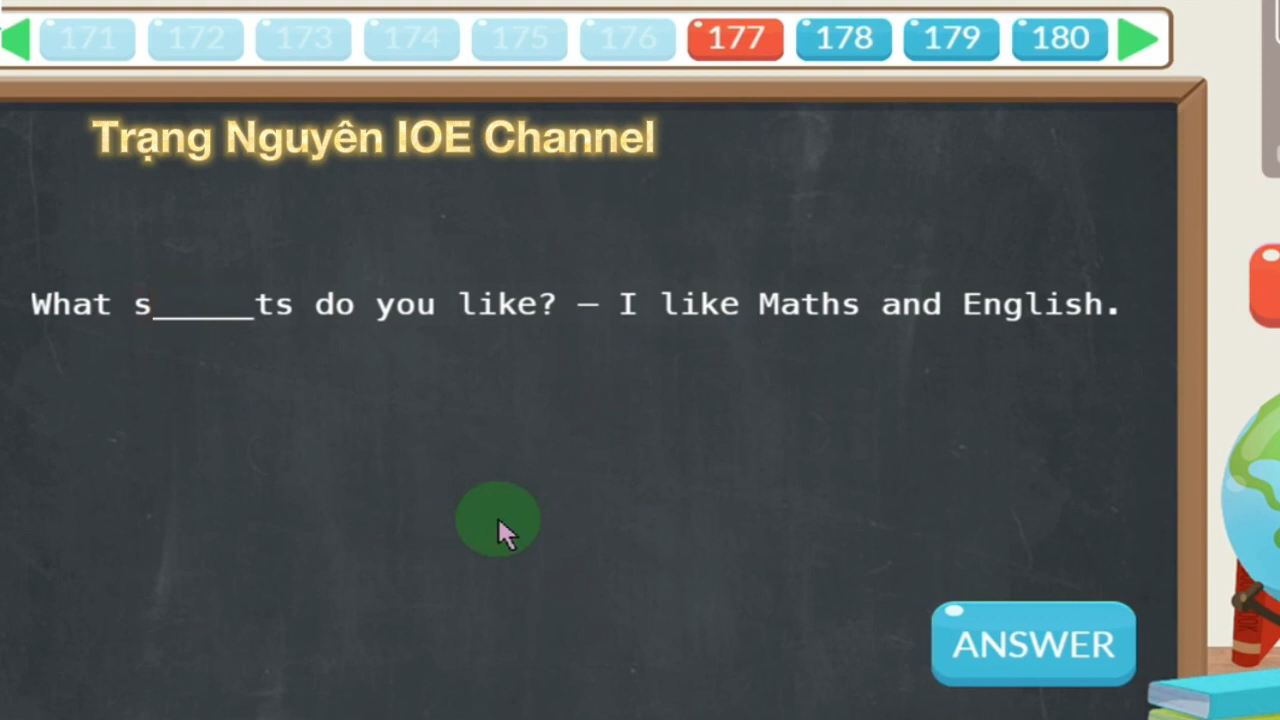 171 172 173 174 175 176 177 178 179 180
Trạng Nguyên IOE Channel
What s_____ts do you like? – I like Maths and English.
ANSWER